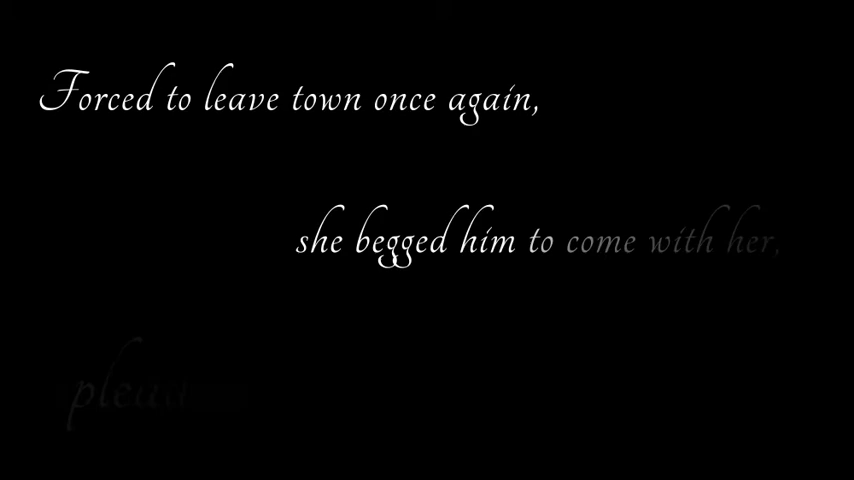 Forced to leave town once again,
she begged him to come with her,